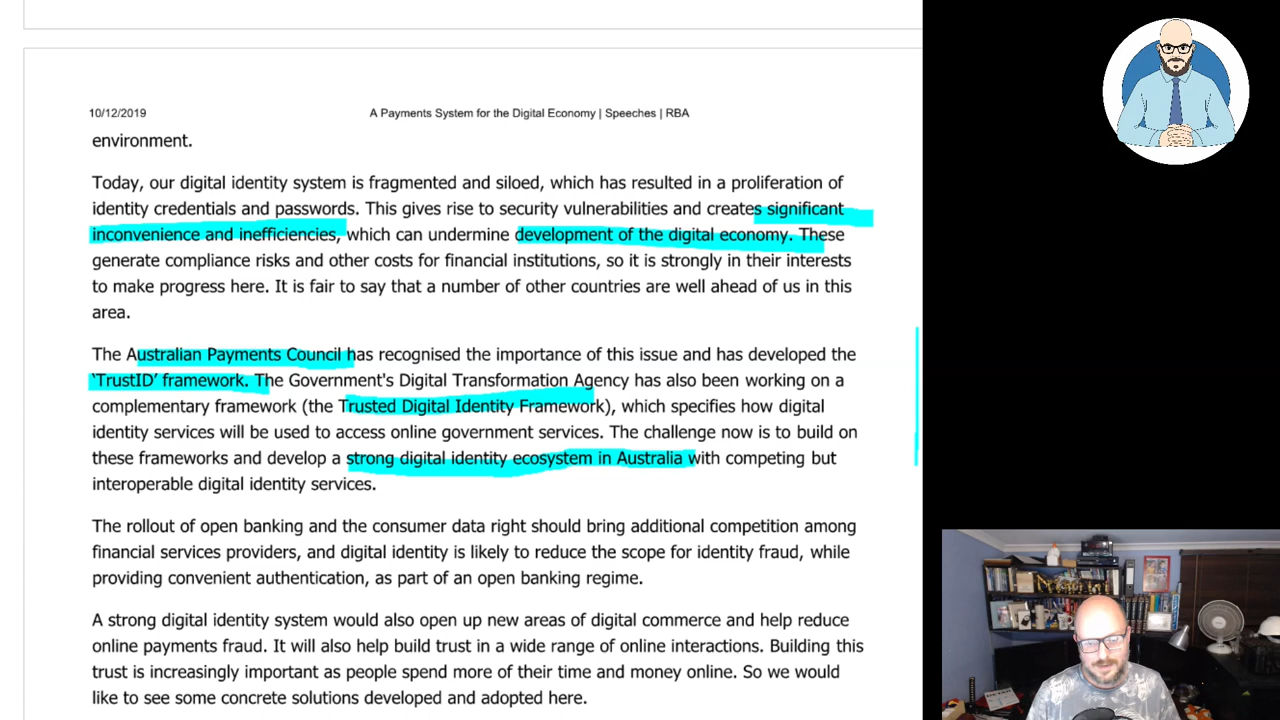 10/12/2019 A Payments System for the Digital Economy | Speeches | RBA
environment.
Today, our digital identity system is fragmented and siloed, which has resulted in a proliferation of
identity credentials and passwords. This gives rise to security vulnerabilities and creates significant
inconvenience and inefficiencies, which can undermine development of the digital economy. These
generate compliance risks and other costs for financial institutions, so it is strongly in their interests
to make progress here. It is fair to say that a number of other countries are well ahead of us in this
area.
The Australian Payments Council has recognised the importance of this issue and has developed the
‘TrustID’ framework. The Government's Digital Transformation Agency has also been working on a
complementary framework (the Trusted Digital Identity Framework), which specifies how digital
identity services will be used to access online government services. The challenge now is to build on
these frameworks and develop a strong digital identity ecosystem in Australia with competing but
interoperable digital identity services.
The rollout of open banking and the consumer data right should bring additional competition among
financial services providers, and digital identity is likely to reduce the scope for identity fraud, while
providing convenient authentication, as part of an open banking regime.
A strong digital identity system would also open up new areas of digital commerce and help reduce
online payments fraud. It will also help build trust in a wide range of online interactions. Building this
trust is increasingly important as people spend more of their time and money online. So we would
like to see some concrete solutions developed and adopted here.